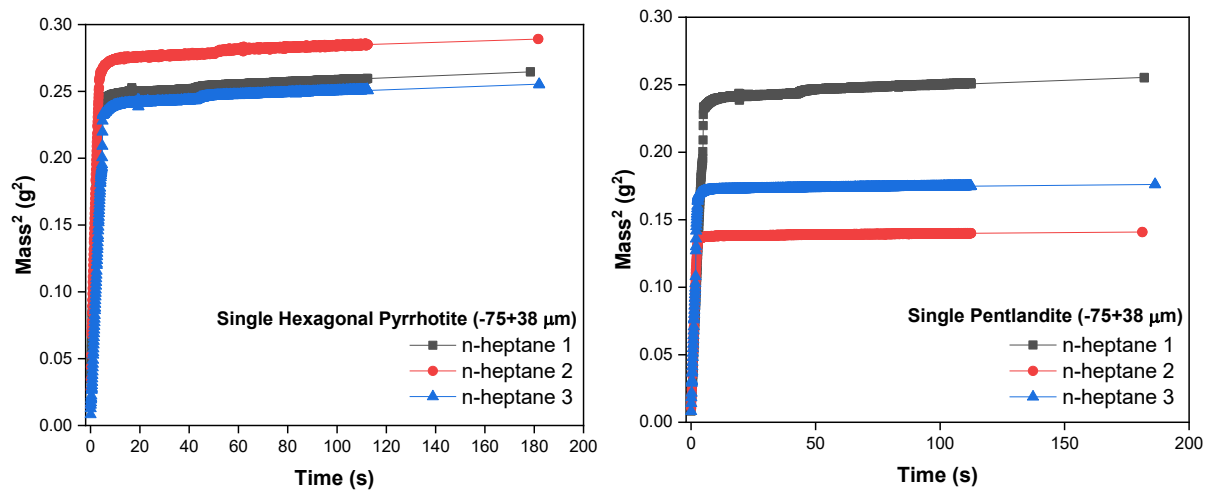 0.30
0.25
0.20
0.15
0.10
0.05
0.00
Mass² (g²)
Single Hexagonal Pyrrhotite (-75+38 μm)
n-heptane 1
n-heptane 2
n-heptane 3
0 20 40 60 80 100 120 140 160 180 200
Time (s)
0.30
0.25
0.20
0.15
0.10
0.05
0.00
Mass² (g²)
Single Pentlandite (-75+38 μm)
n-heptane 1
n-heptane 2
n-heptane 3
0 50 100 150 200
Time (s)